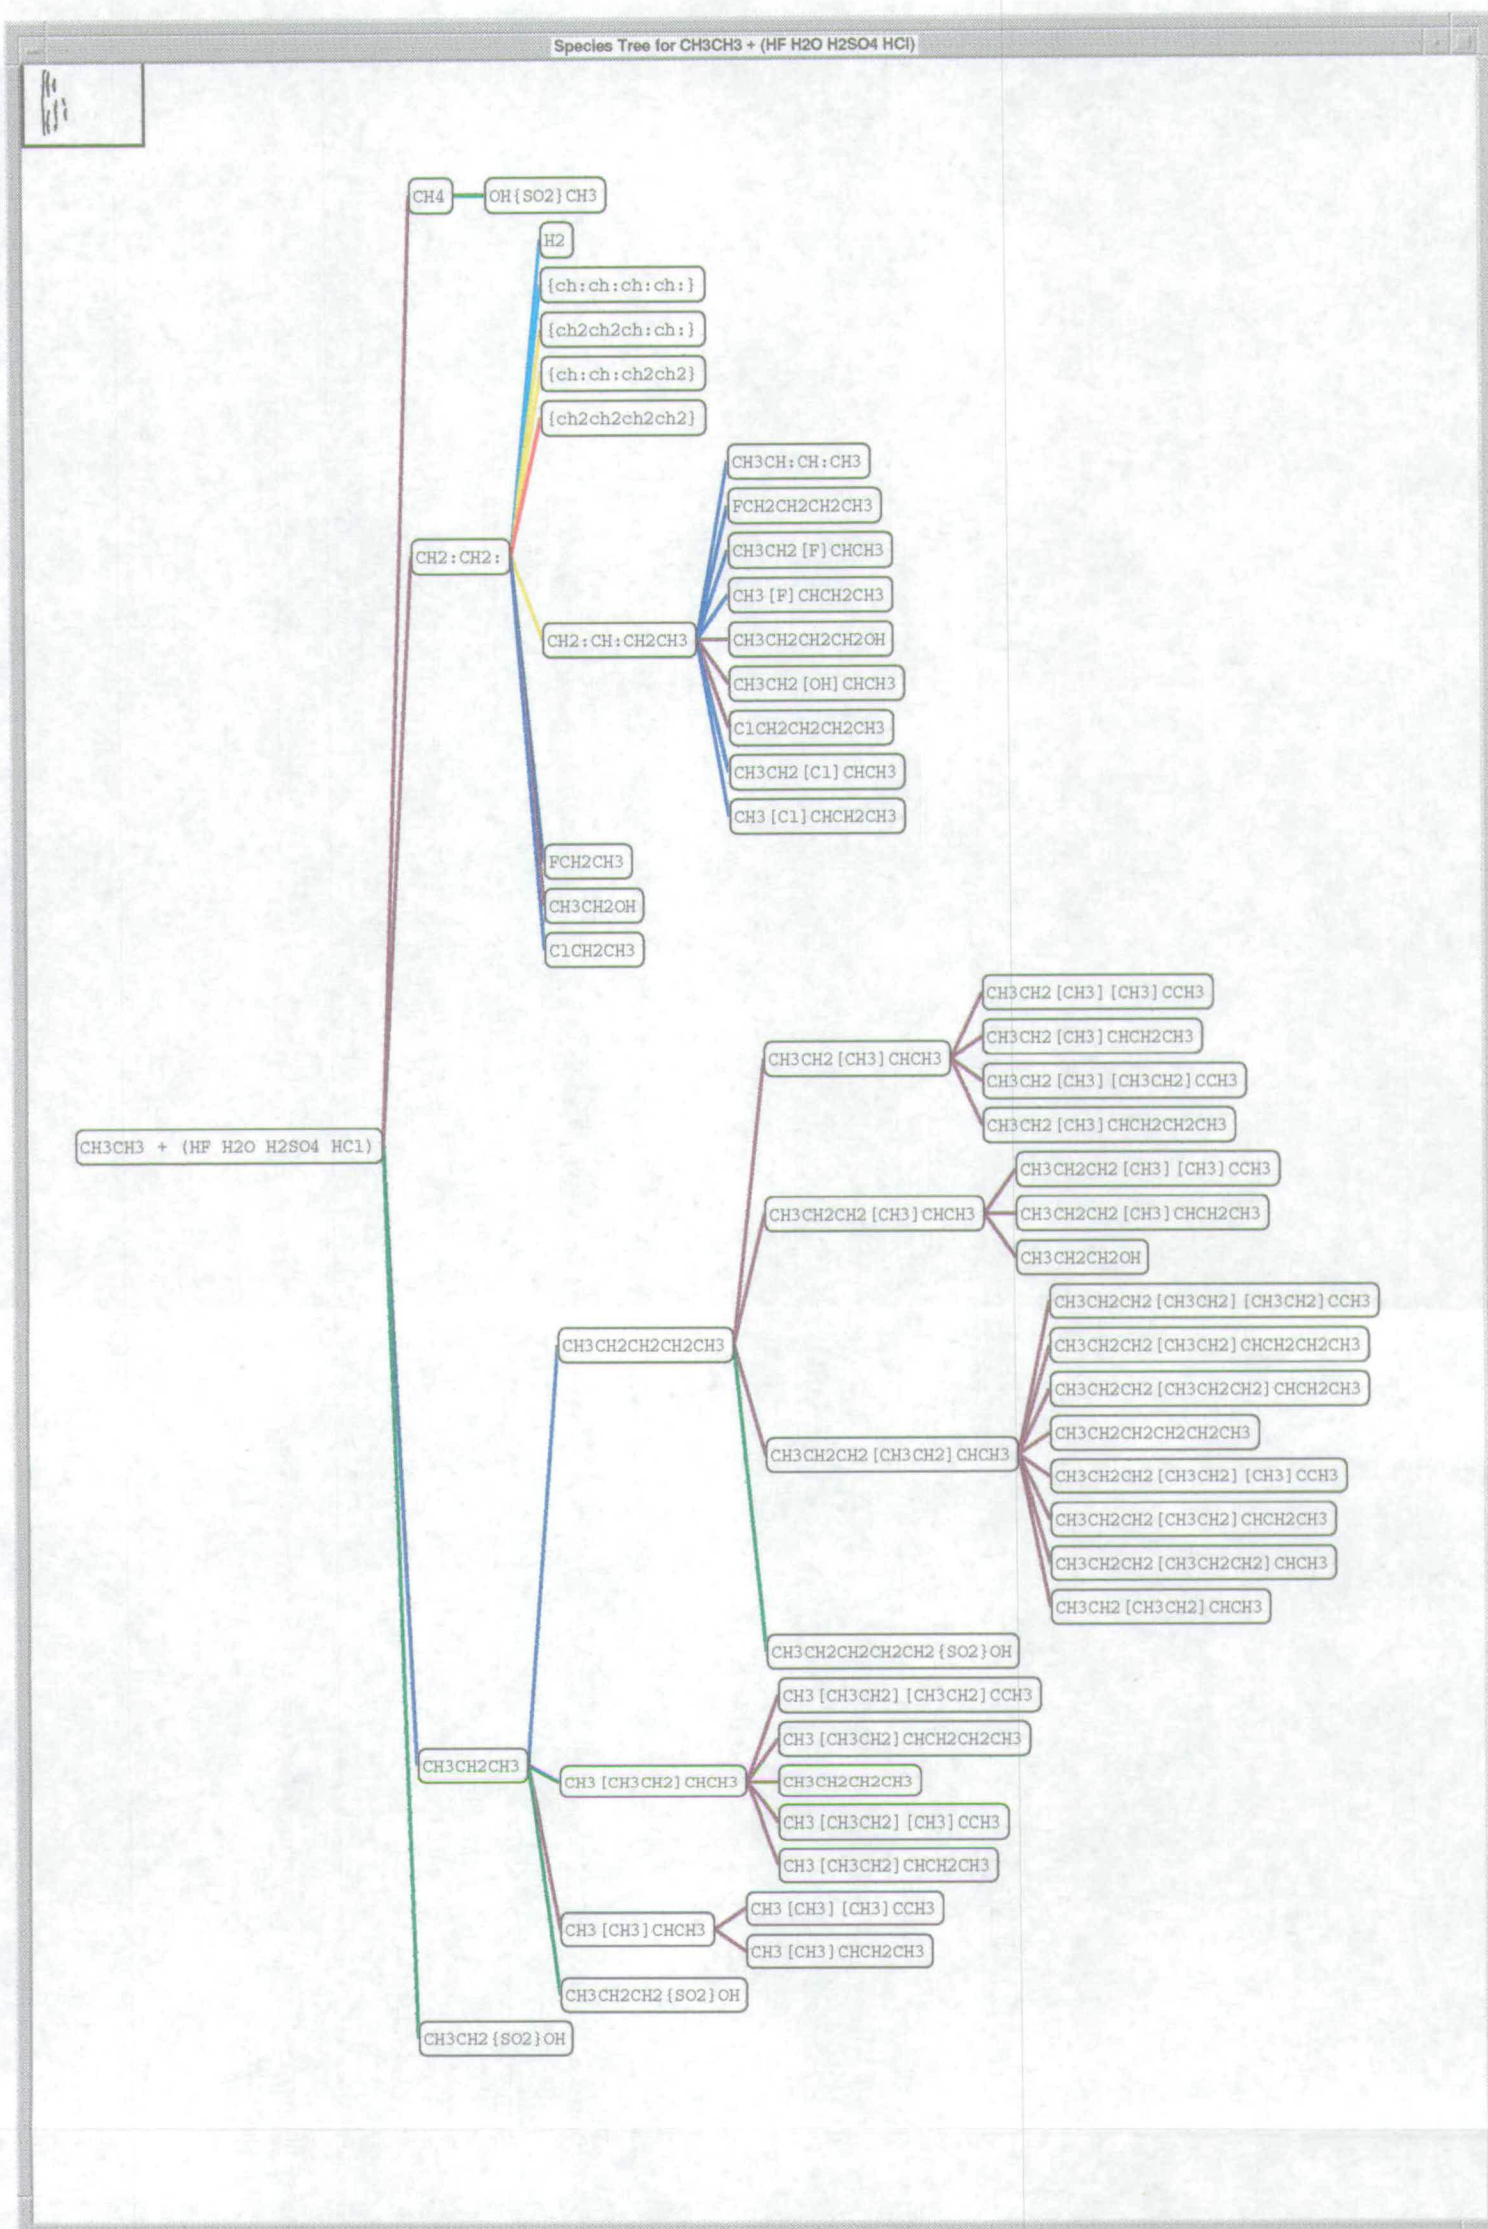 Species Tree for CH3CH3 + (HF H2O H2SO4 HCl)
CH4
OH{SO2}CH3
H2
{ch:ch:ch:ch:}
{ch2ch2ch:ch:}
{ch:ch:ch2ch2}
{ch2ch2ch2ch2}
CH3CH:CH:CH3
FCH2CH2CH2CH3
CH3CH2[F]CHCH3
CH2:CH2:
CH3[F]CHCH2CH3
CH2:CH:CH2CH3
CH3CH2CH2CH2OH
CH3CH2[OH]CHCH3
ClCH2CH2CH2CH3
CH3CH2[Cl]CHCH3
CH3[Cl]CHCH2CH3
FCH2CH3
CH3CH2OH
ClCH2CH3
CH3CH2[CH3][CH3]CCH3
CH3CH2[CH3]CHCH2CH3
CH3CH2[CH3]CHCH3
CH3CH2[CH3][CH3CH2]CCH3
CH3CH2[CH3]CHCH2CH2CH3
CH3CH3 + (HF H2O H2SO4 HCl)
CH3CH2CH2[CH3][CH3]CCH3
CH3CH2CH2[CH3]CHCH3
CH3CH2CH2[CH3]CHCH2CH3
CH3CH2CH2OH
CH3CH2CH2[CH3CH2][CH3CH2]CCH3
CH3CH2CH2CH2CH3
CH3CH2CH2[CH3CH2]CHCH2CH2CH3
CH3CH2CH2[CH3CH2CH2]CHCH2CH3
CH3CH2CH2CH2CH2CH3
CH3CH2CH2[CH3CH2]CHCH3
CH3CH2CH2[CH3CH2][CH3]CCH3
CH3CH2CH2[CH3CH2]CHCH2CH3
CH3CH2CH2[CH3CH2CH2]CHCH3
CH3CH2[CH3CH2]CHCH3
CH3CH2CH2CH2CH2{SO2}OH
CH3[CH3CH2][CH3CH2]CCH3
CH3[CH3CH2]CHCH2CH2CH3
CH3CH2CH3
CH3[CH3CH2]CHCH3
CH3CH2CH2CH3
CH3[CH3CH2][CH3]CCH3
CH3[CH3CH2]CHCH2CH3
CH3[CH3][CH3]CCH3
CH3[CH3]CHCH3
CH3[CH3]CHCH2CH3
CH3CH2CH2{SO2}OH
CH3CH2{SO2}OH